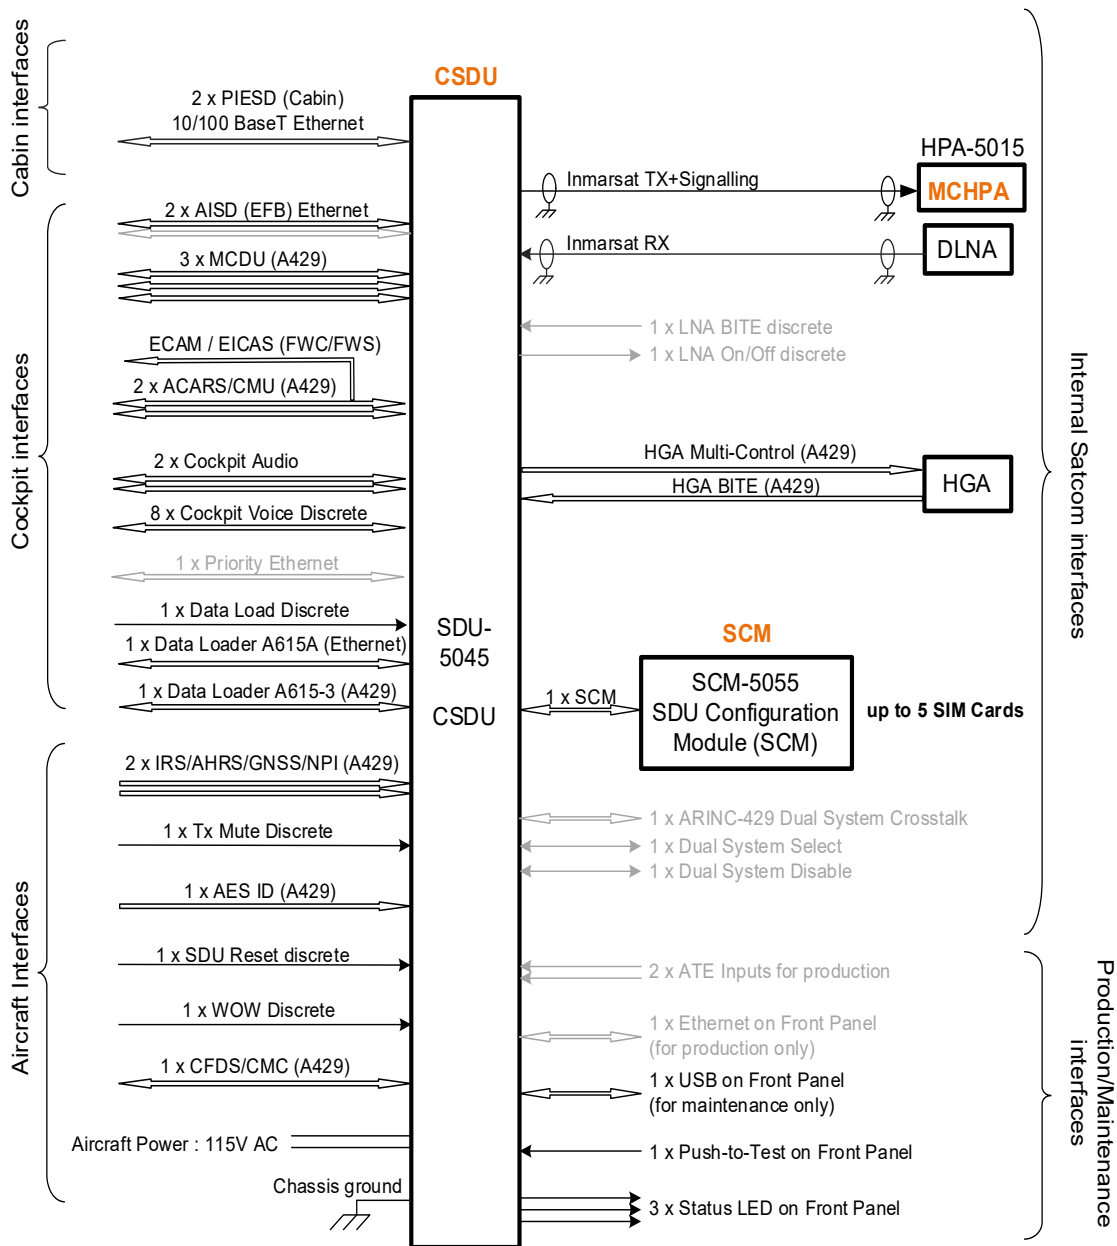 CSDU
Cabin interfaces
2 x PIESD (Cabin)
10/100 BaseT Ethernet
Cockpit interfaces
2 x AISD (EFB) Ethernet
3 x MCDU (A429)
ECAM / EICAS (FWC/FWS)
2 x ACARS/CMU (A429)
2 x Cockpit Audio
8 x Cockpit Voice Discrete
1 x Priority Ethernet
1 x Data Load Discrete
1 x Data Loader A615A (Ethernet)
1 x Data Loader A615-3 (A429)
Aircraft Interfaces
2 x IRS/AHRS/GNSS/NPI (A429)
1 x Tx Mute Discrete
1 x AES ID (A429)
1 x SDU Reset discrete
1 x WOW Discrete
1 x CFDS/CMC (A429)
Aircraft Power : 115V AC
Chassis ground
SDU-
5045
CSDU
HPA-5015
Inmarsat TX+Signalling
MCHPA
Inmarsat RX
DLNA
1 x LNA BITE discrete
1 x LNA On/Off discrete
HGA Multi-Control (A429)
HGA BITE (A429)
HGA
SCM
1 x SCM
SCM-5055
SDU Configuration
Module (SCM)
up to 5 SIM Cards
1 x ARINC-429 Dual System Crosstalk
1 x Dual System Select
1 x Dual System Disable
Internal Satcom interfaces
2 x ATE Inputs for production
1 x Ethernet on Front Panel
(for production only)
1 x USB on Front Panel
(for maintenance only)
1 x Push-to-Test on Front Panel
3 x Status LED on Front Panel
Production/Maintenance
interfaces